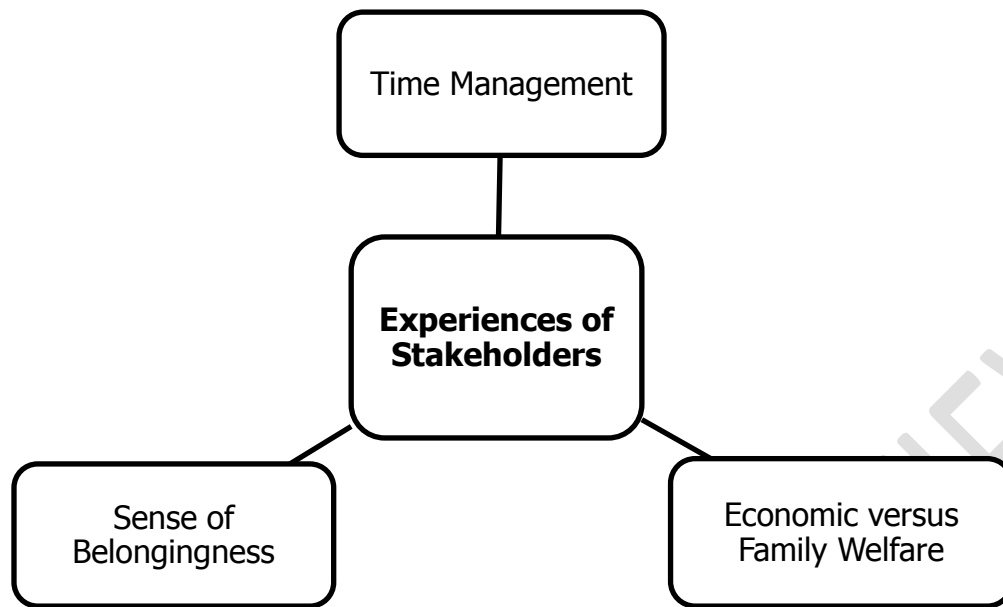 Time Management
Experiences of
Stakeholders
Sense of
Belongingness
Economic versus
Family Welfare